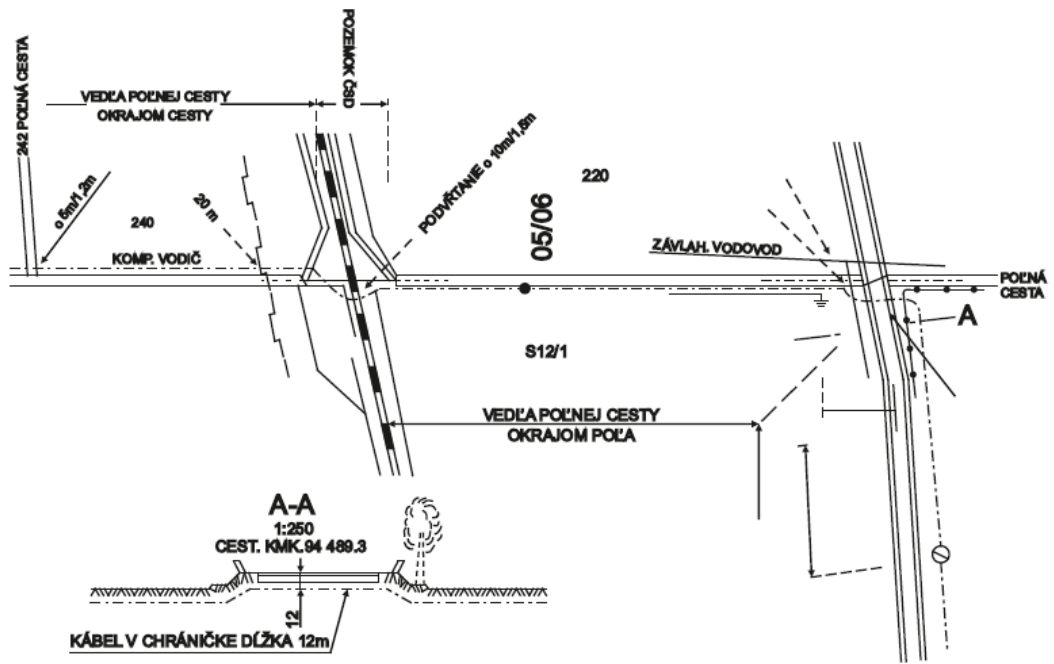 242 POĽNÁ CESTA
VEDĽA POĽNEJ CESTY
OKRAJOM CESTY
POZEMOK ČSD
o 5m/1,2m
20 m
240
KOMP. VODIČ
PODVŔTANIE o 10m/1,5m
05/06
220
ZÁVLAH. VODOVOD
POĽNÁ
CESTA
A
S12/1
VEDĽA POĽNEJ CESTY
OKRAJOM POĽA
A-A
1:250
CEST. KMK.94 489.3
12
KÁBEL V CHRÁNIČKE DĹŽKA 12m